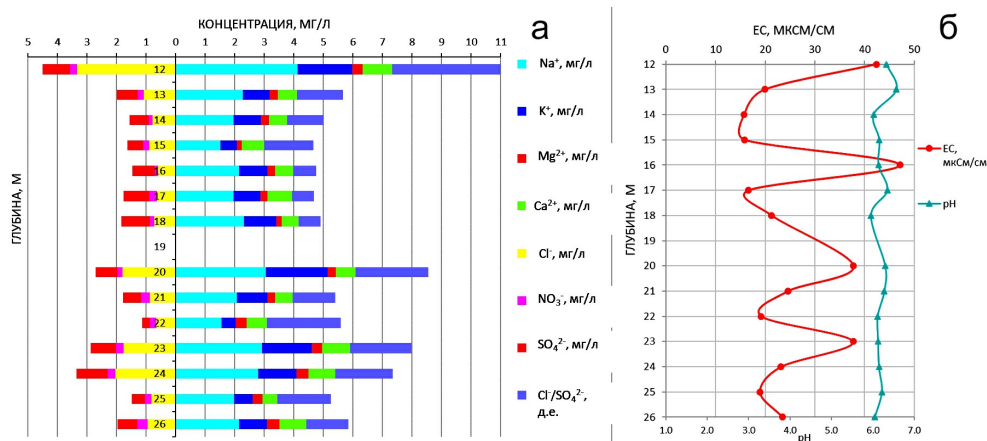 КОНЦЕНТРАЦИЯ, МГ/Л
5 4 3 2 1 0 1 2 3 4 5 6 7 8 9 10 11
ГЛУБИНА, М
12
13
14
15
16
17
18
19
20
21
22
23
24
25
26
а
Na⁺, мг/л
K⁺, мг/л
Mg²⁺, мг/л
Ca²⁺, мг/л
Cl⁻, мг/л
NO₃⁻, мг/л
SO₄²⁻, мг/л
Cl⁻/SO₄²⁻,
д.е.
б
EC, МКСМ/СМ
0 10 20 30 40 50
ГЛУБИНА, М
12
13
14
15
16
17
18
19
20
21
22
23
24
25
26
1.0 2.0 3.0 4.0 5.0 6.0 7.0
pH
EC,
мкСм/см
pH